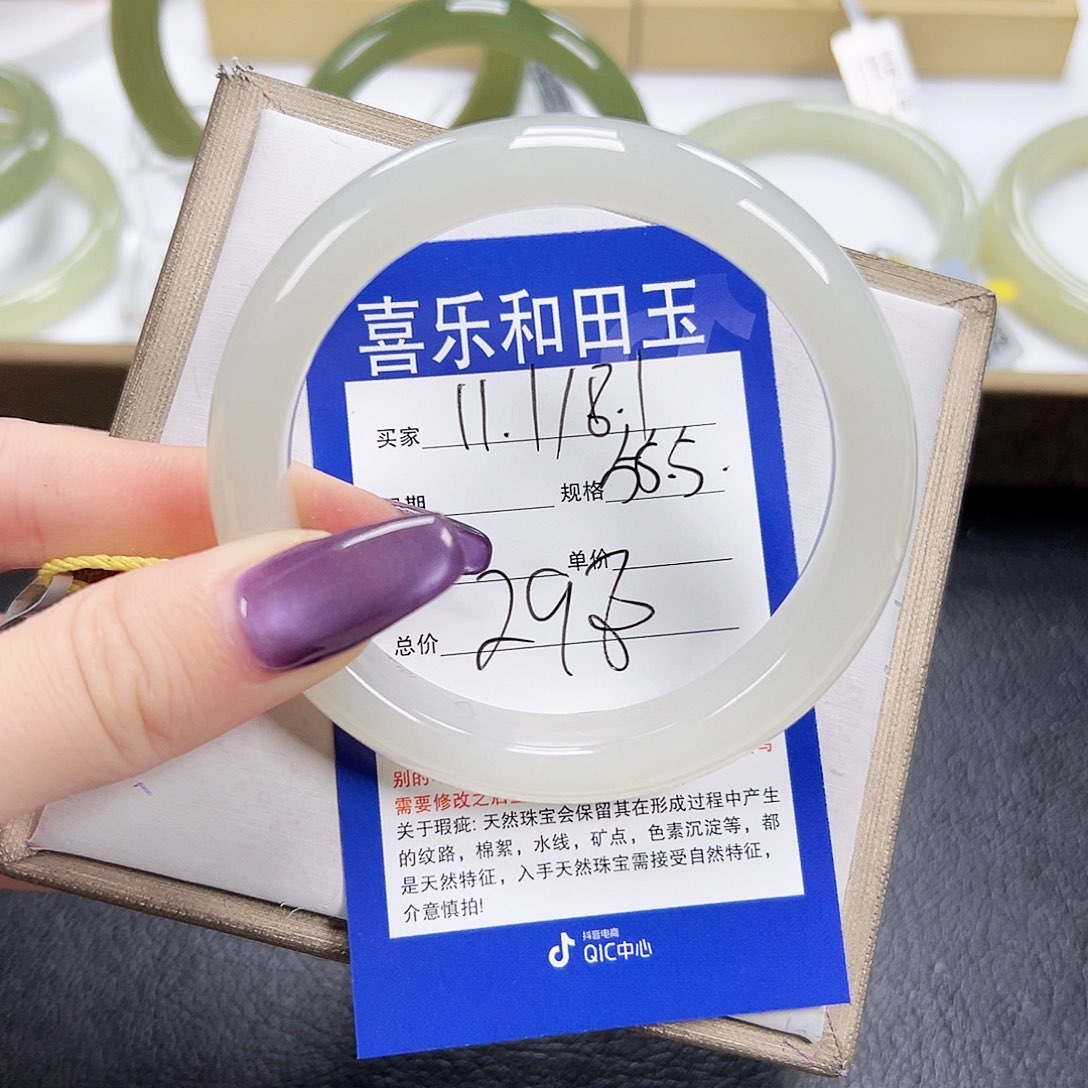 喜乐和田玉
买家 11.1/8.1
期 规格 56.5.
单价
总价 298
别的
需要修改之后
关于瑕疵: 天然珠宝会保留其在形成过程中产生
的纹路，棉絮，水线，矿点，色素沉淀等，都
是天然特征，入手天然珠宝需接受自然特征，
介意慎拍!
抖音电商
QIC中心